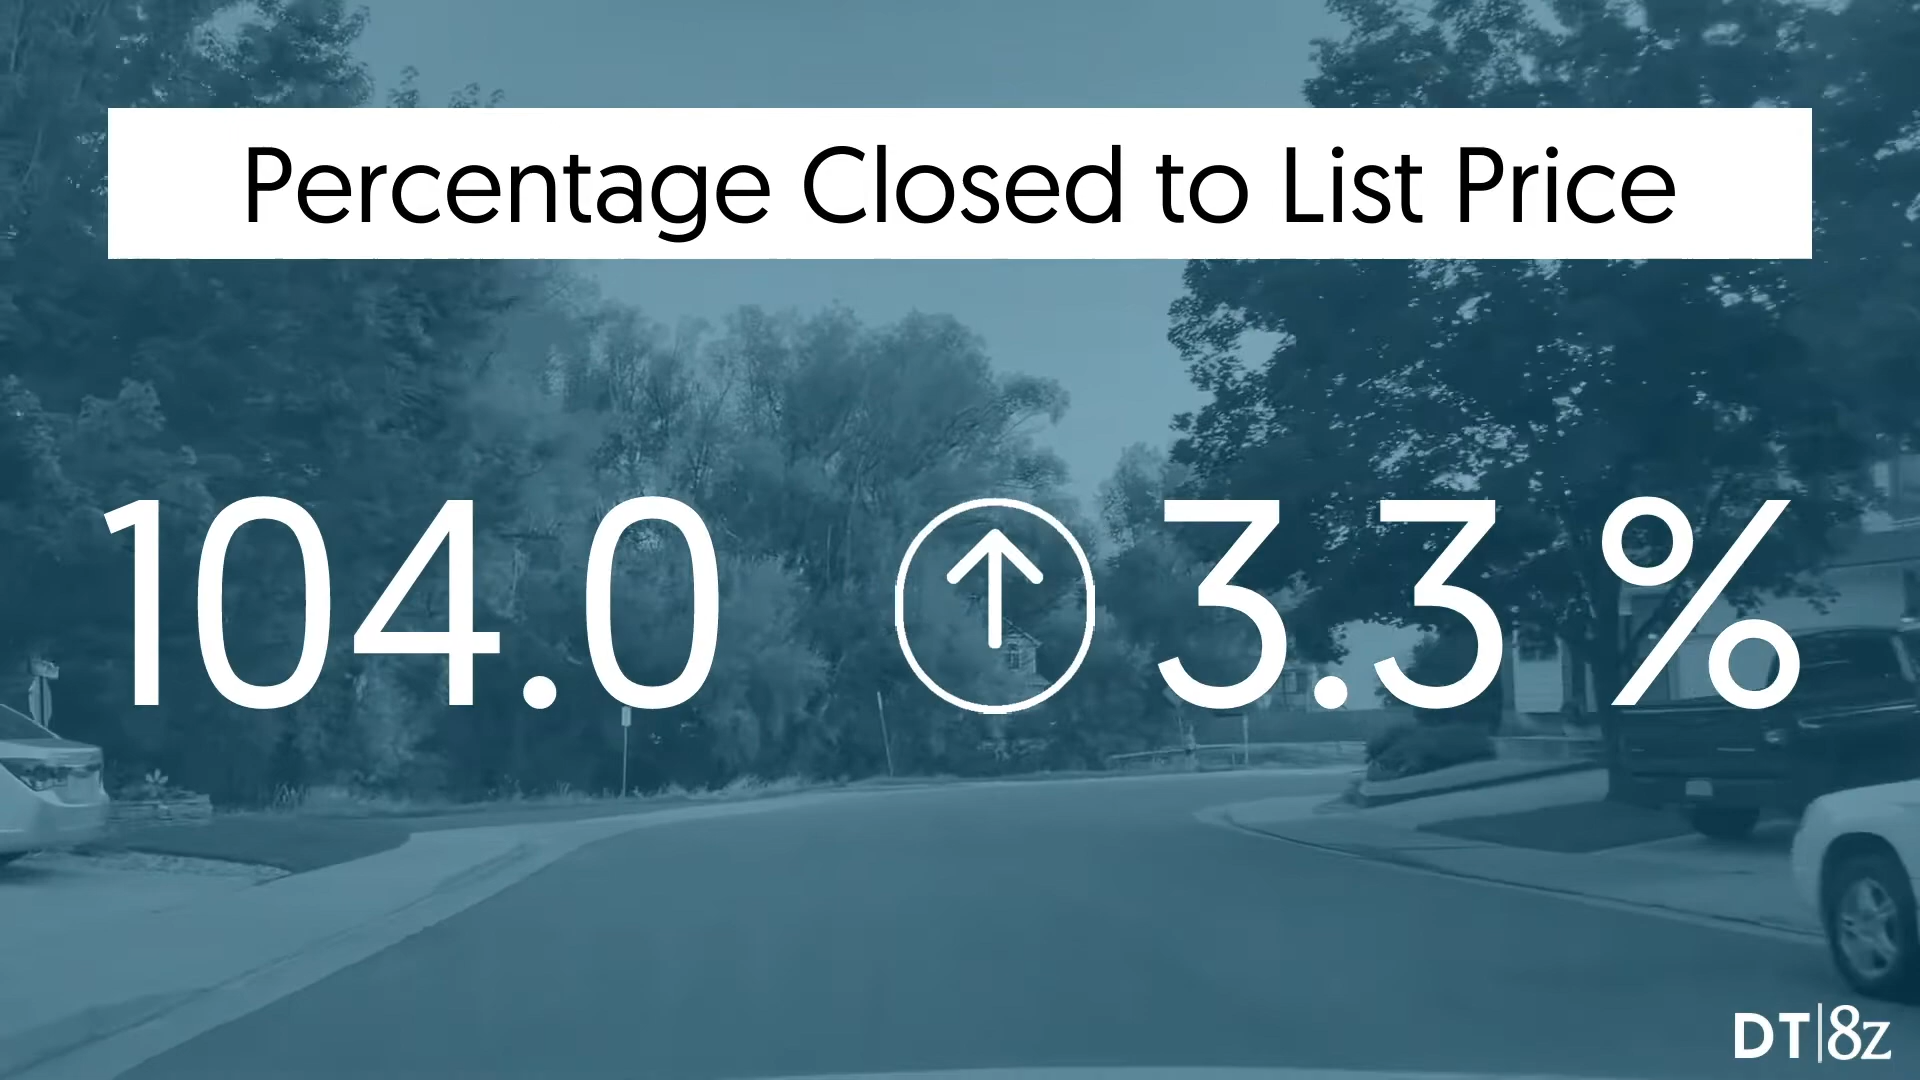 Percentage Closed to List Price
104.0 ↑ 3.3 %
DT|8z